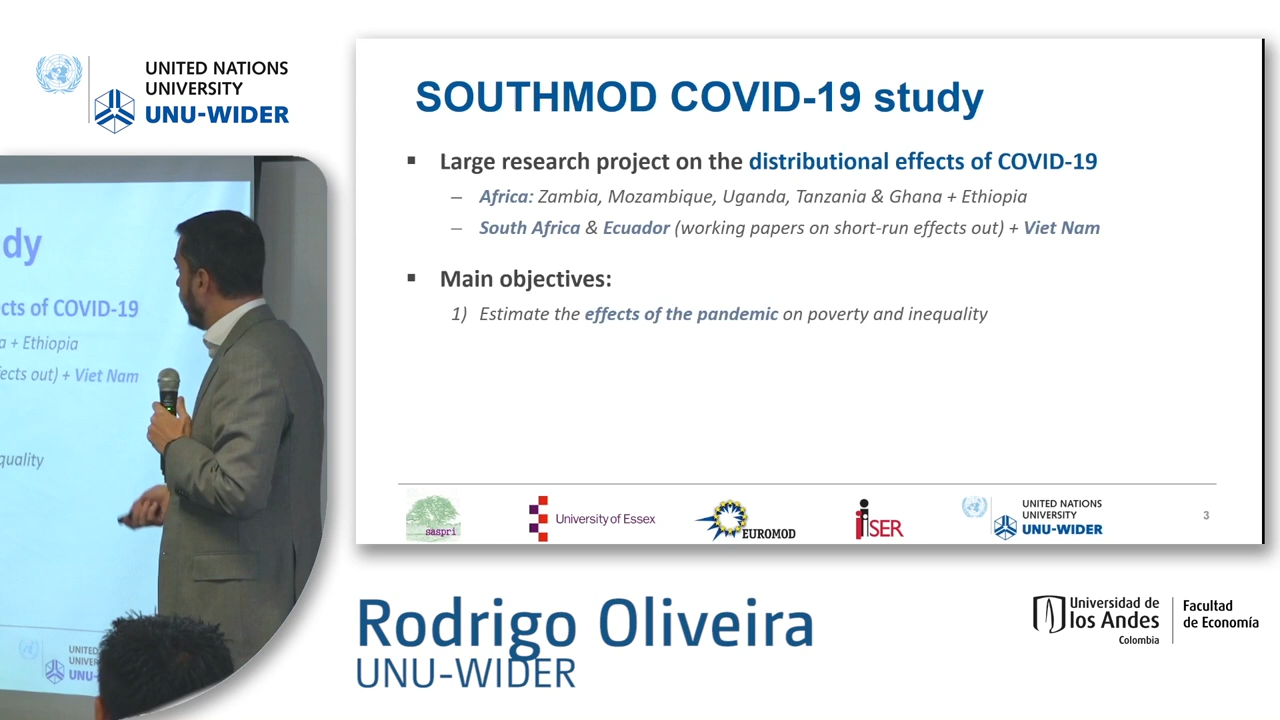 UNITED NATIONS
UNIVERSITY
UNU-WIDER
SOUTHMOD COVID-19 study
▪ Large research project on the distributional effects of COVID-19
– Africa: Zambia, Mozambique, Uganda, Tanzania & Ghana + Ethiopia
– South Africa & Ecuador (working papers on short-run effects out) + Viet Nam
▪ Main objectives:
1) Estimate the effects of the pandemic on poverty and inequality
saspri
University of Essex
EUROMOD
iSER
UNITED NATIONS
UNIVERSITY
UNU-WIDER
3
dy
cts of COVID-19
a + Ethiopia
fects out) + Viet Nam
quality
UNITED
UNIVER
UNU-
Rodrigo Oliveira
UNU-WIDER
Universidad de
los Andes
Colombia
Facultad
de Economía